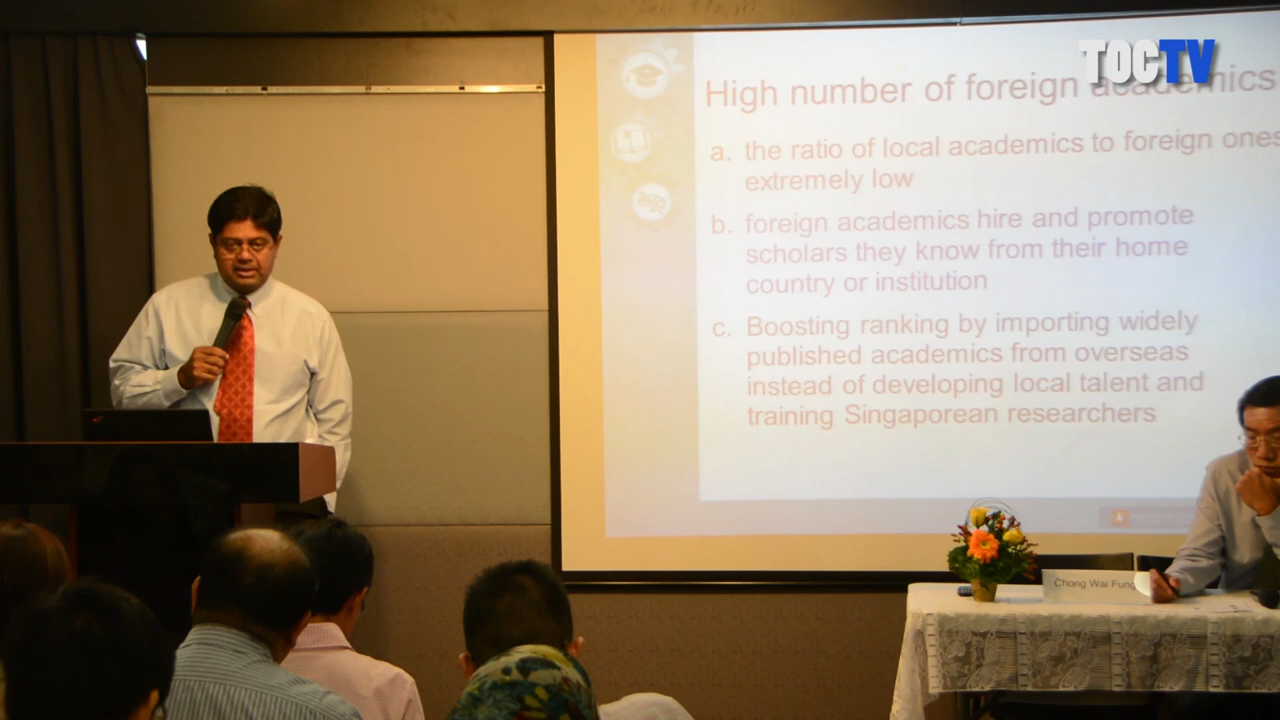 TOCTV
High number of foreign academics
a. the ratio of local academics to foreign ones
extremely low
b. foreign academics hire and promote
scholars they know from their home
country or institution
c. Boosting ranking by importing widely
published academics from overseas
instead of developing local talent and
training Singaporean researchers
Chong Wai Fung